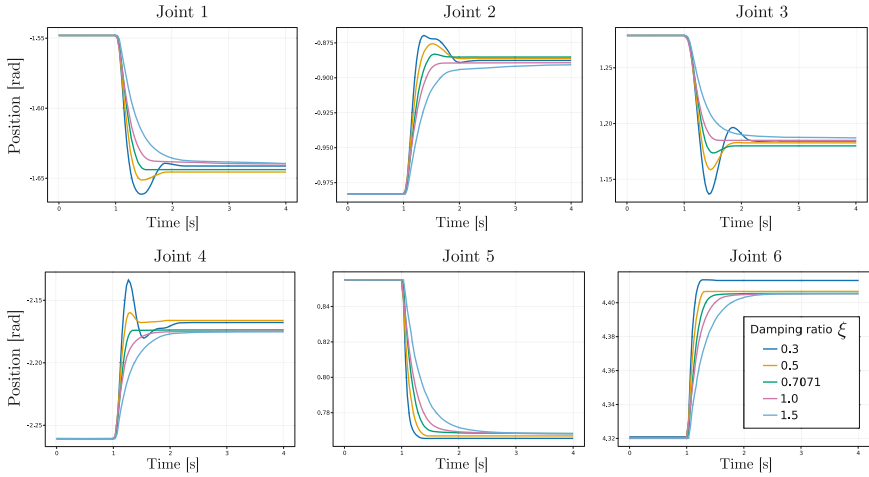 Joint 1
Joint 2
Joint 3
Position [rad]
-1.55
-1.60
-1.65
0 1 2 3 4
Time [s]
-0.875
-0.900
-0.925
-0.950
-0.975
0 1 2 3 4
Time [s]
1.25
1.20
1.15
0 1 2 3 4
Time [s]
Joint 4
Joint 5
Joint 6
Position [rad]
-2.15
-2.20
-2.25
0 1 2 3 4
Time [s]
0.84
0.82
0.80
0.78
0 1 2 3 4
Time [s]
4.40
4.38
4.36
4.34
4.32
0 1 2 3 4
Time [s]
Damping ratio ξ
0.3
0.5
0.7071
1.0
1.5